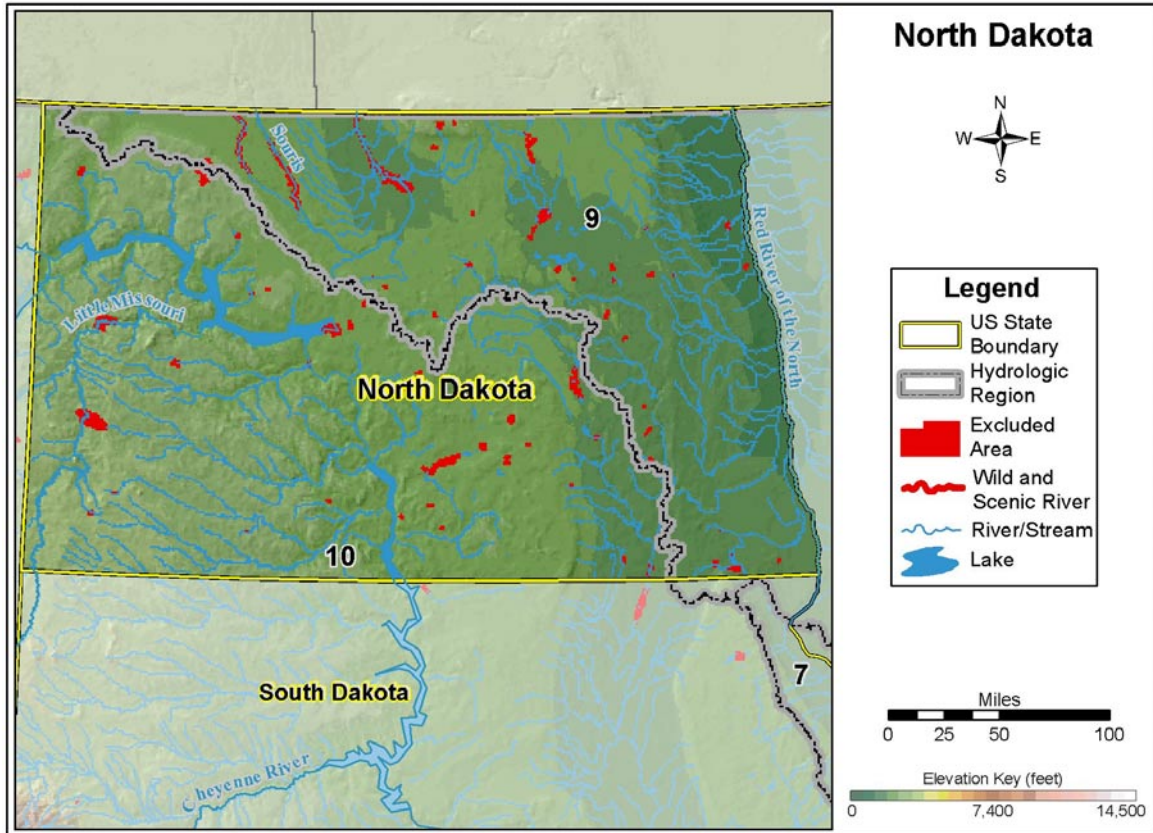 North Dakota
N
W E
S
Souris
9
Red River of the North
Little Missouri
North Dakota
10
South Dakota
7
Cheyenne River
Legend
US State
Boundary
Hydrologic
Region
Excluded
Area
Wild and
Scenic River
River/Stream
Lake
Miles
0 25 50 100
Elevation Key (feet)
0 7,400 14,500